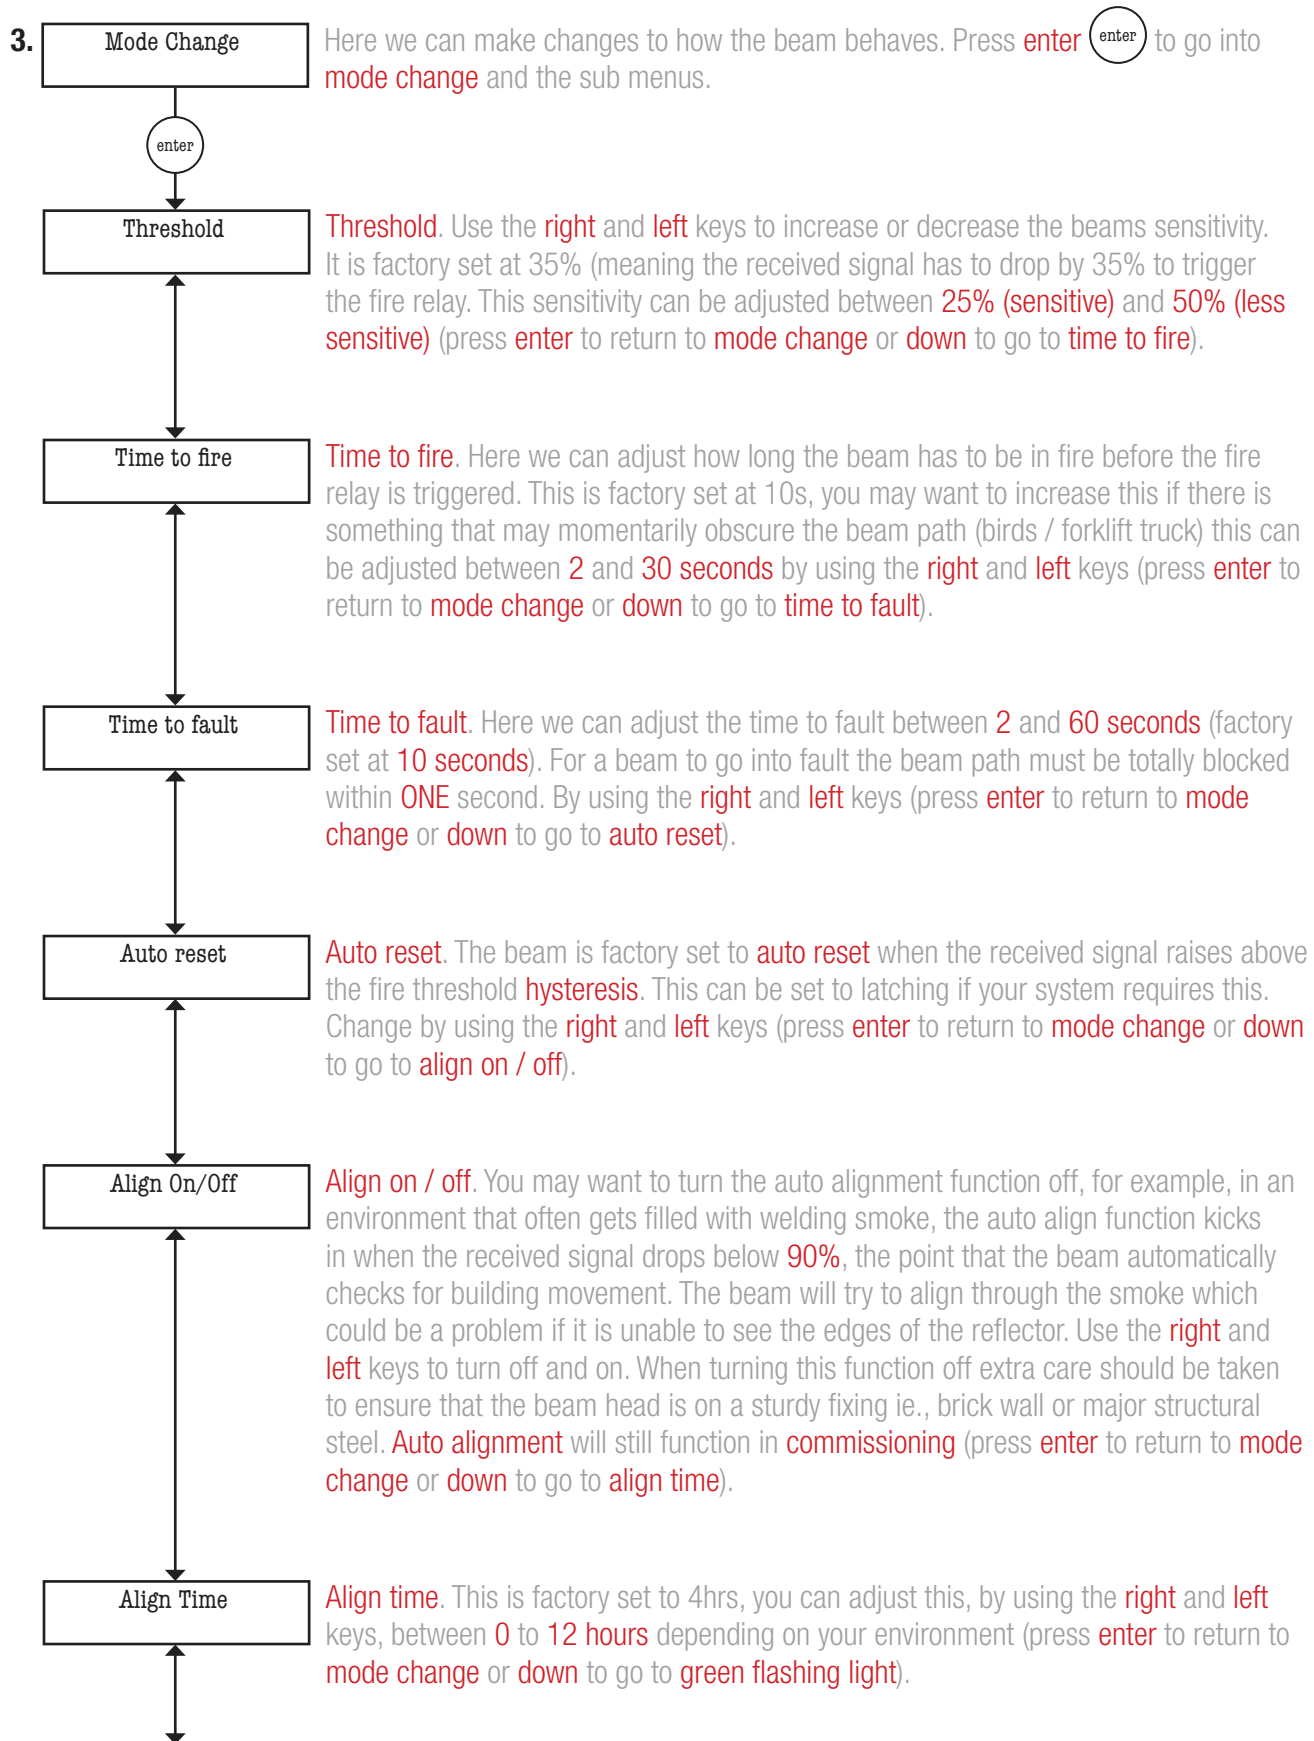 3.
Mode Change
Here we can make changes to how the beam behaves. Press enter enter to go into
mode change and the sub menus.
enter
Threshold
Threshold. Use the right and left keys to increase or decrease the beams sensitivity.
It is factory set at 35% (meaning the received signal has to drop by 35% to trigger
the fire relay. This sensitivity can be adjusted between 25% (sensitive) and 50% (less
sensitive) (press enter to return to mode change or down to go to time to fire).
Time to fire
Time to fire. Here we can adjust how long the beam has to be in fire before the fire
relay is triggered. This is factory set at 10s, you may want to increase this if there is
something that may momentarily obscure the beam path (birds / forklift truck) this can
be adjusted between 2 and 30 seconds by using the right and left keys (press enter to
return to mode change or down to go to time to fault).
Time to fault
Time to fault. Here we can adjust the time to fault between 2 and 60 seconds (factory
set at 10 seconds). For a beam to go into fault the beam path must be totally blocked
within ONE second. By using the right and left keys (press enter to return to mode
change or down to go to auto reset).
Auto reset
Auto reset. The beam is factory set to auto reset when the received signal raises above
the fire threshold hysteresis. This can be set to latching if your system requires this.
Change by using the right and left keys (press enter to return to mode change or down
to go to align on / off).
Align On/Off
Align on / off. You may want to turn the auto alignment function off, for example, in an
environment that often gets filled with welding smoke, the auto align function kicks
in when the received signal drops below 90%, the point that the beam automatically
checks for building movement. The beam will try to align through the smoke which
could be a problem if it is unable to see the edges of the reflector. Use the right and
left keys to turn off and on. When turning this function off extra care should be taken
to ensure that the beam head is on a sturdy fixing ie., brick wall or major structural
steel. Auto alignment will still function in commissioning (press enter to return to mode
change or down to go to align time).
Align Time
Align time. This is factory set to 4hrs, you can adjust this, by using the right and left
keys, between 0 to 12 hours depending on your environment (press enter to return to
mode change or down to go to green flashing light).